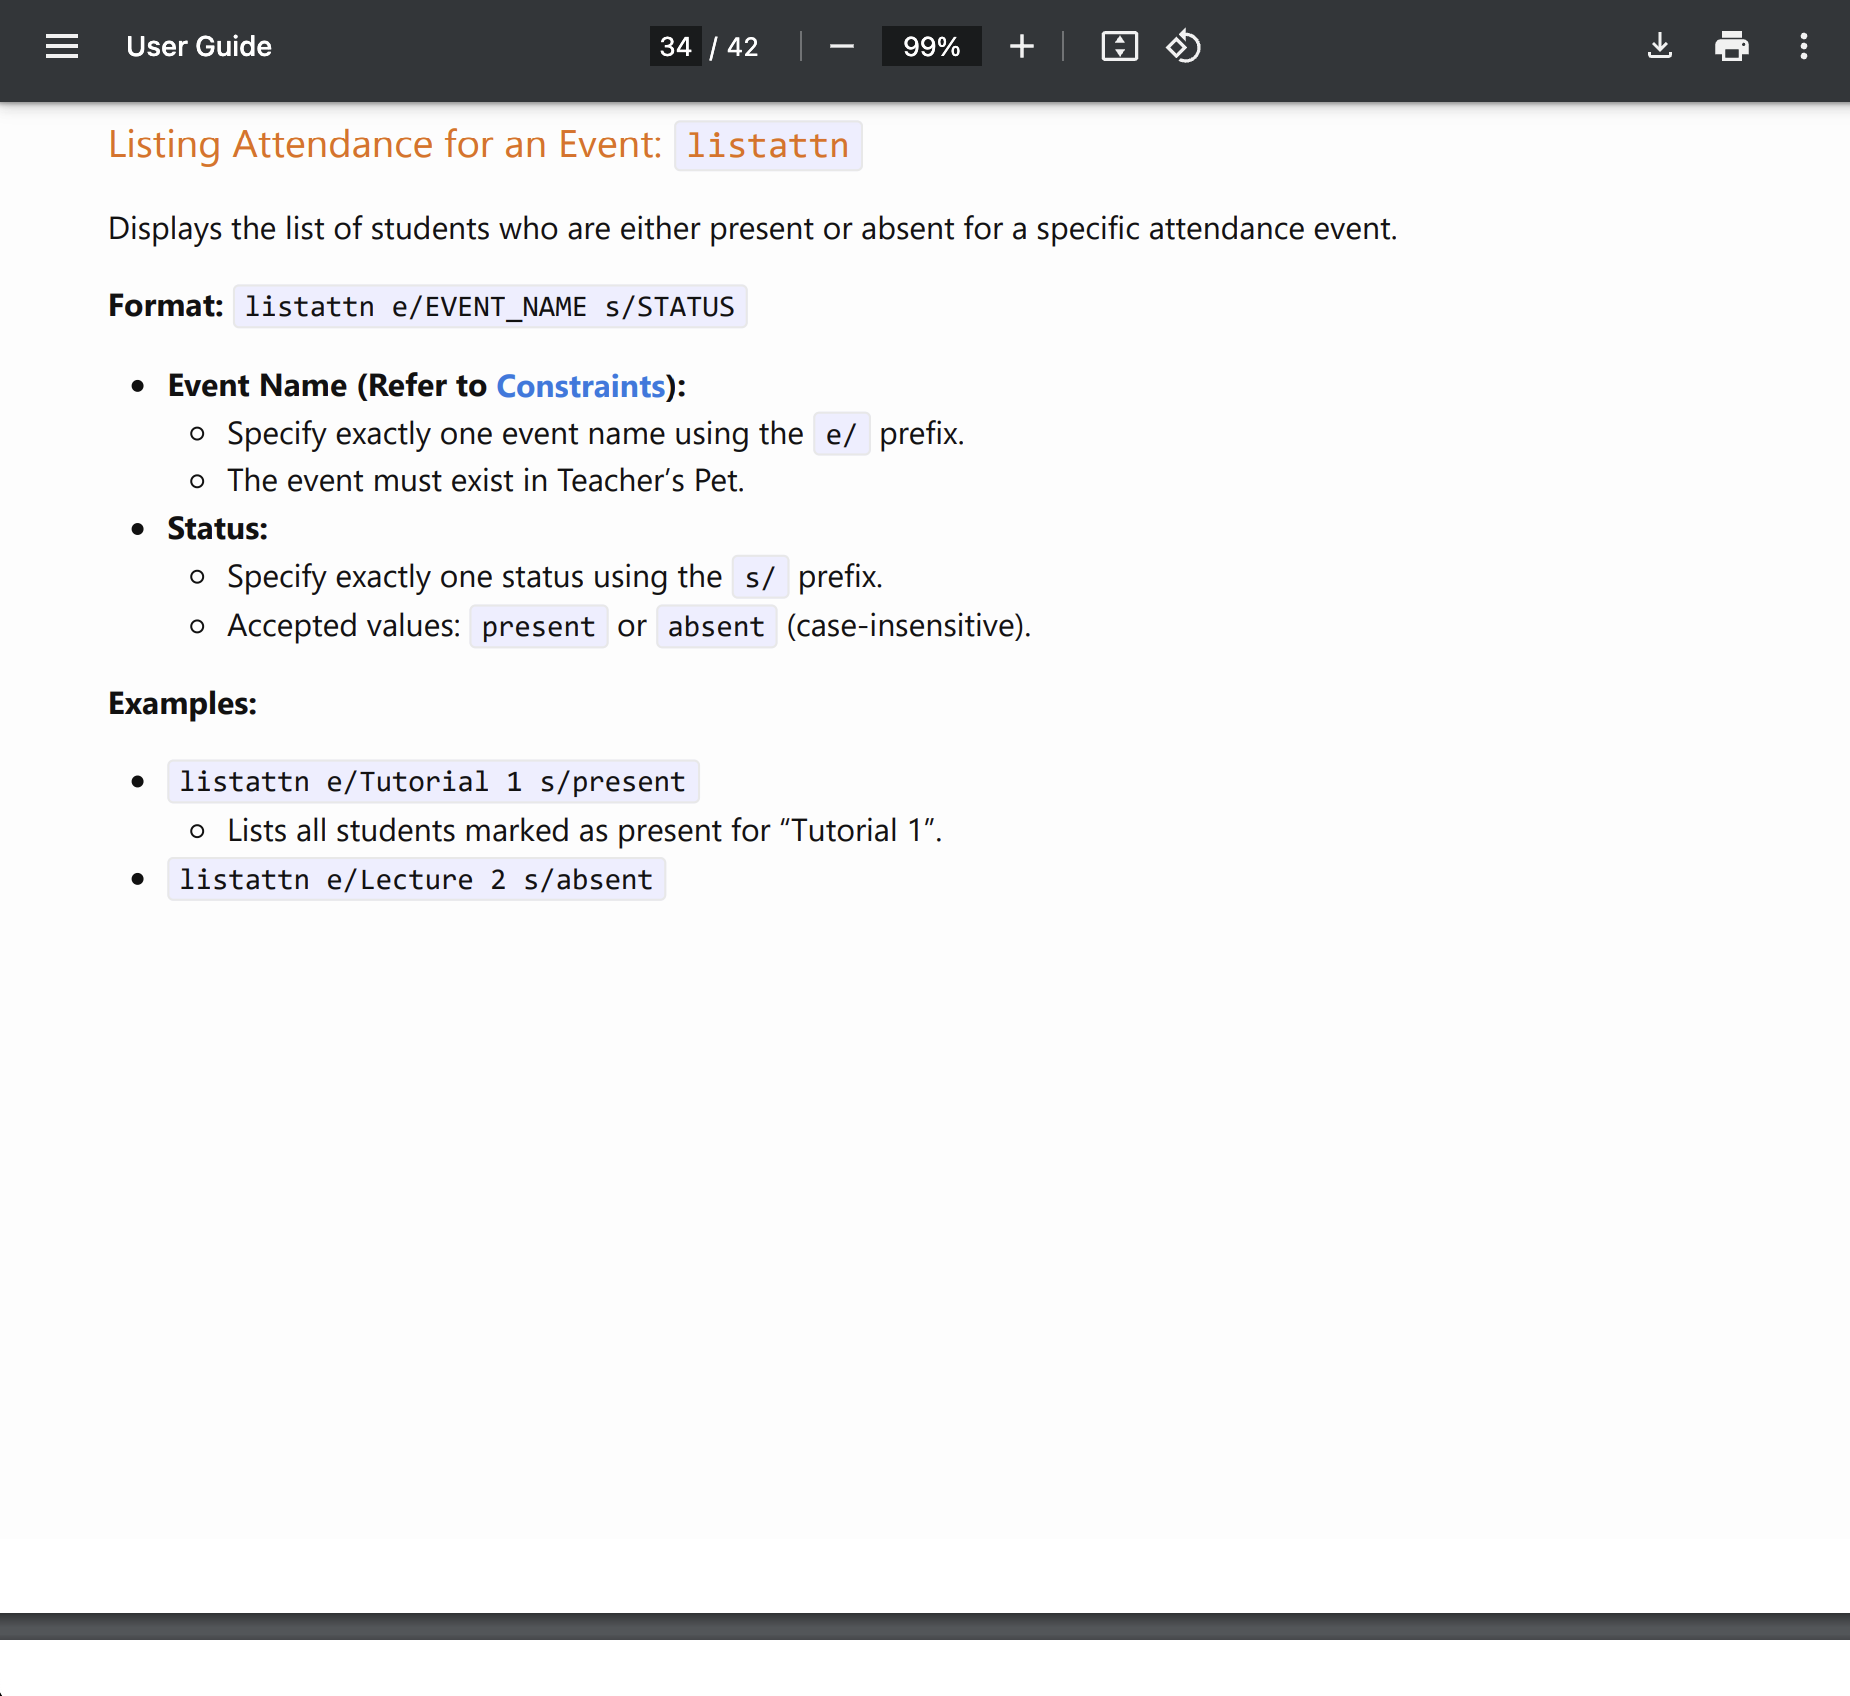 User Guide
34 / 42
99%
Listing Attendance for an Event: listattn
Displays the list of students who are either present or absent for a specific attendance event.
Format: listattn e/EVENT_NAME s/STATUS
Event Name (Refer to Constraints):
Specify exactly one event name using the e/ prefix.
The event must exist in Teacher’s Pet.
Status:
Specify exactly one status using the s/ prefix.
Accepted values: present or absent (case-insensitive).
Examples:
listattn e/Tutorial 1 s/present
Lists all students marked as present for “Tutorial 1”.
listattn e/Lecture 2 s/absent